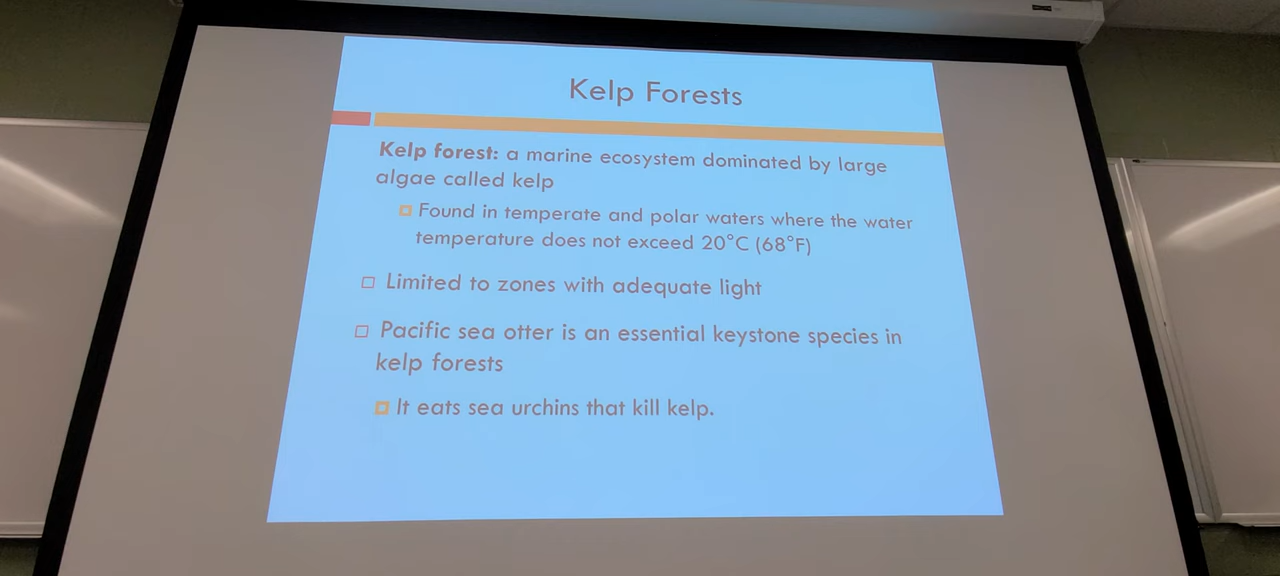 Kelp Forests
Kelp forest: a marine ecosystem dominated by large
algae called kelp
Found in temperate and polar waters where the water
temperature does not exceed 20°C (68°F)
Limited to zones with adequate light
Pacific sea otter is an essential keystone species in
kelp forests
It eats sea urchins that kill kelp.